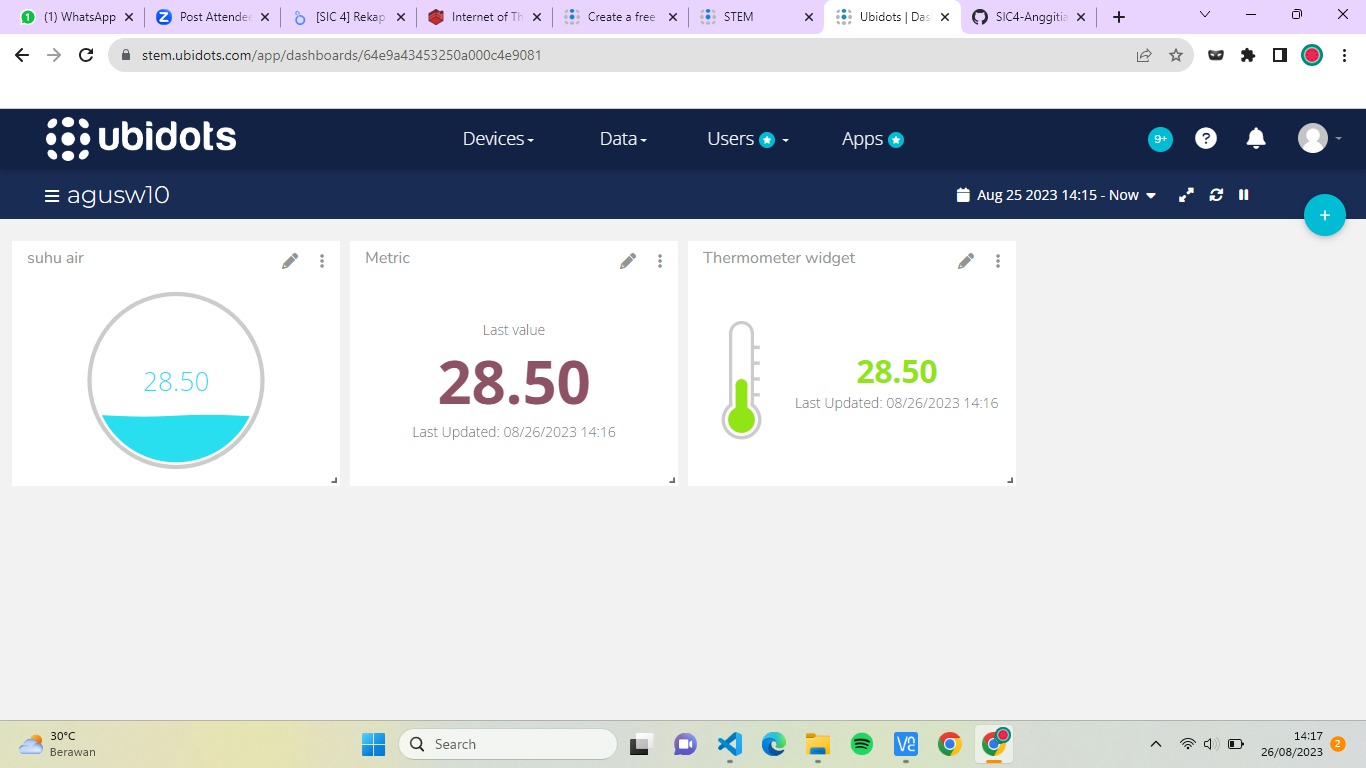 (1) WhatsApp
Post Attende
[SIC 4] Rekap
Internet of Th
Create a free
STEM
Ubidots | Das
SIC4-Anggitia
stem.ubidots.com/app/dashboards/64e9a43453250a000c4e9081
ubidots
Devices
Data
Users
Apps
9+
?
agusw10
Aug 25 2023 14:15 - Now
+
suhu air
28.50
Metric
Last value
28.50
Last Updated: 08/26/2023 14:16
Thermometer widget
28.50
Last Updated: 08/26/2023 14:16
30°C
Berawan
Search
14:17
26/08/2023
2